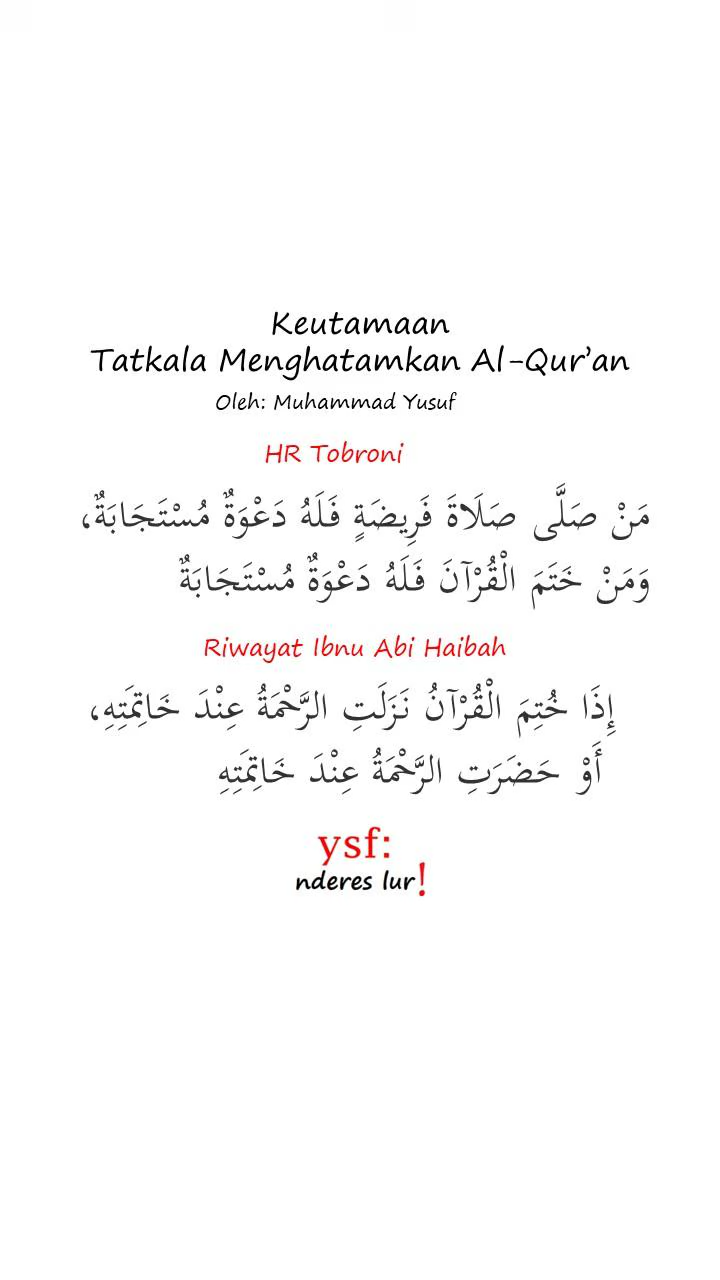 Keutamaan
Tatkala Menghatamkan Al-Qur’an
Oleh: Muhammad Yusuf
HR Tobroni
مَنْ صَلَّى صَلَاةَ فَرِيضَةٍ فَلَهُ دَعْوَةٌ مُسْتَجَابَةٌ،
وَمَنْ خَتَمَ الْقُرْآنَ فَلَهُ دَعْوَةٌ مُسْتَجَابَةٌ
Riwayat Ibnu Abi Haibah
إِذَا خُتِمَ الْقُرْآنُ نَزَلَتِ الرَّحْمَةُ عِنْدَ خَاتِمَتِهِ،
أَوْ حَضَرَتِ الرَّحْمَةُ عِنْدَ خَاتِمَتِهِ
ysf:
nderes lur!